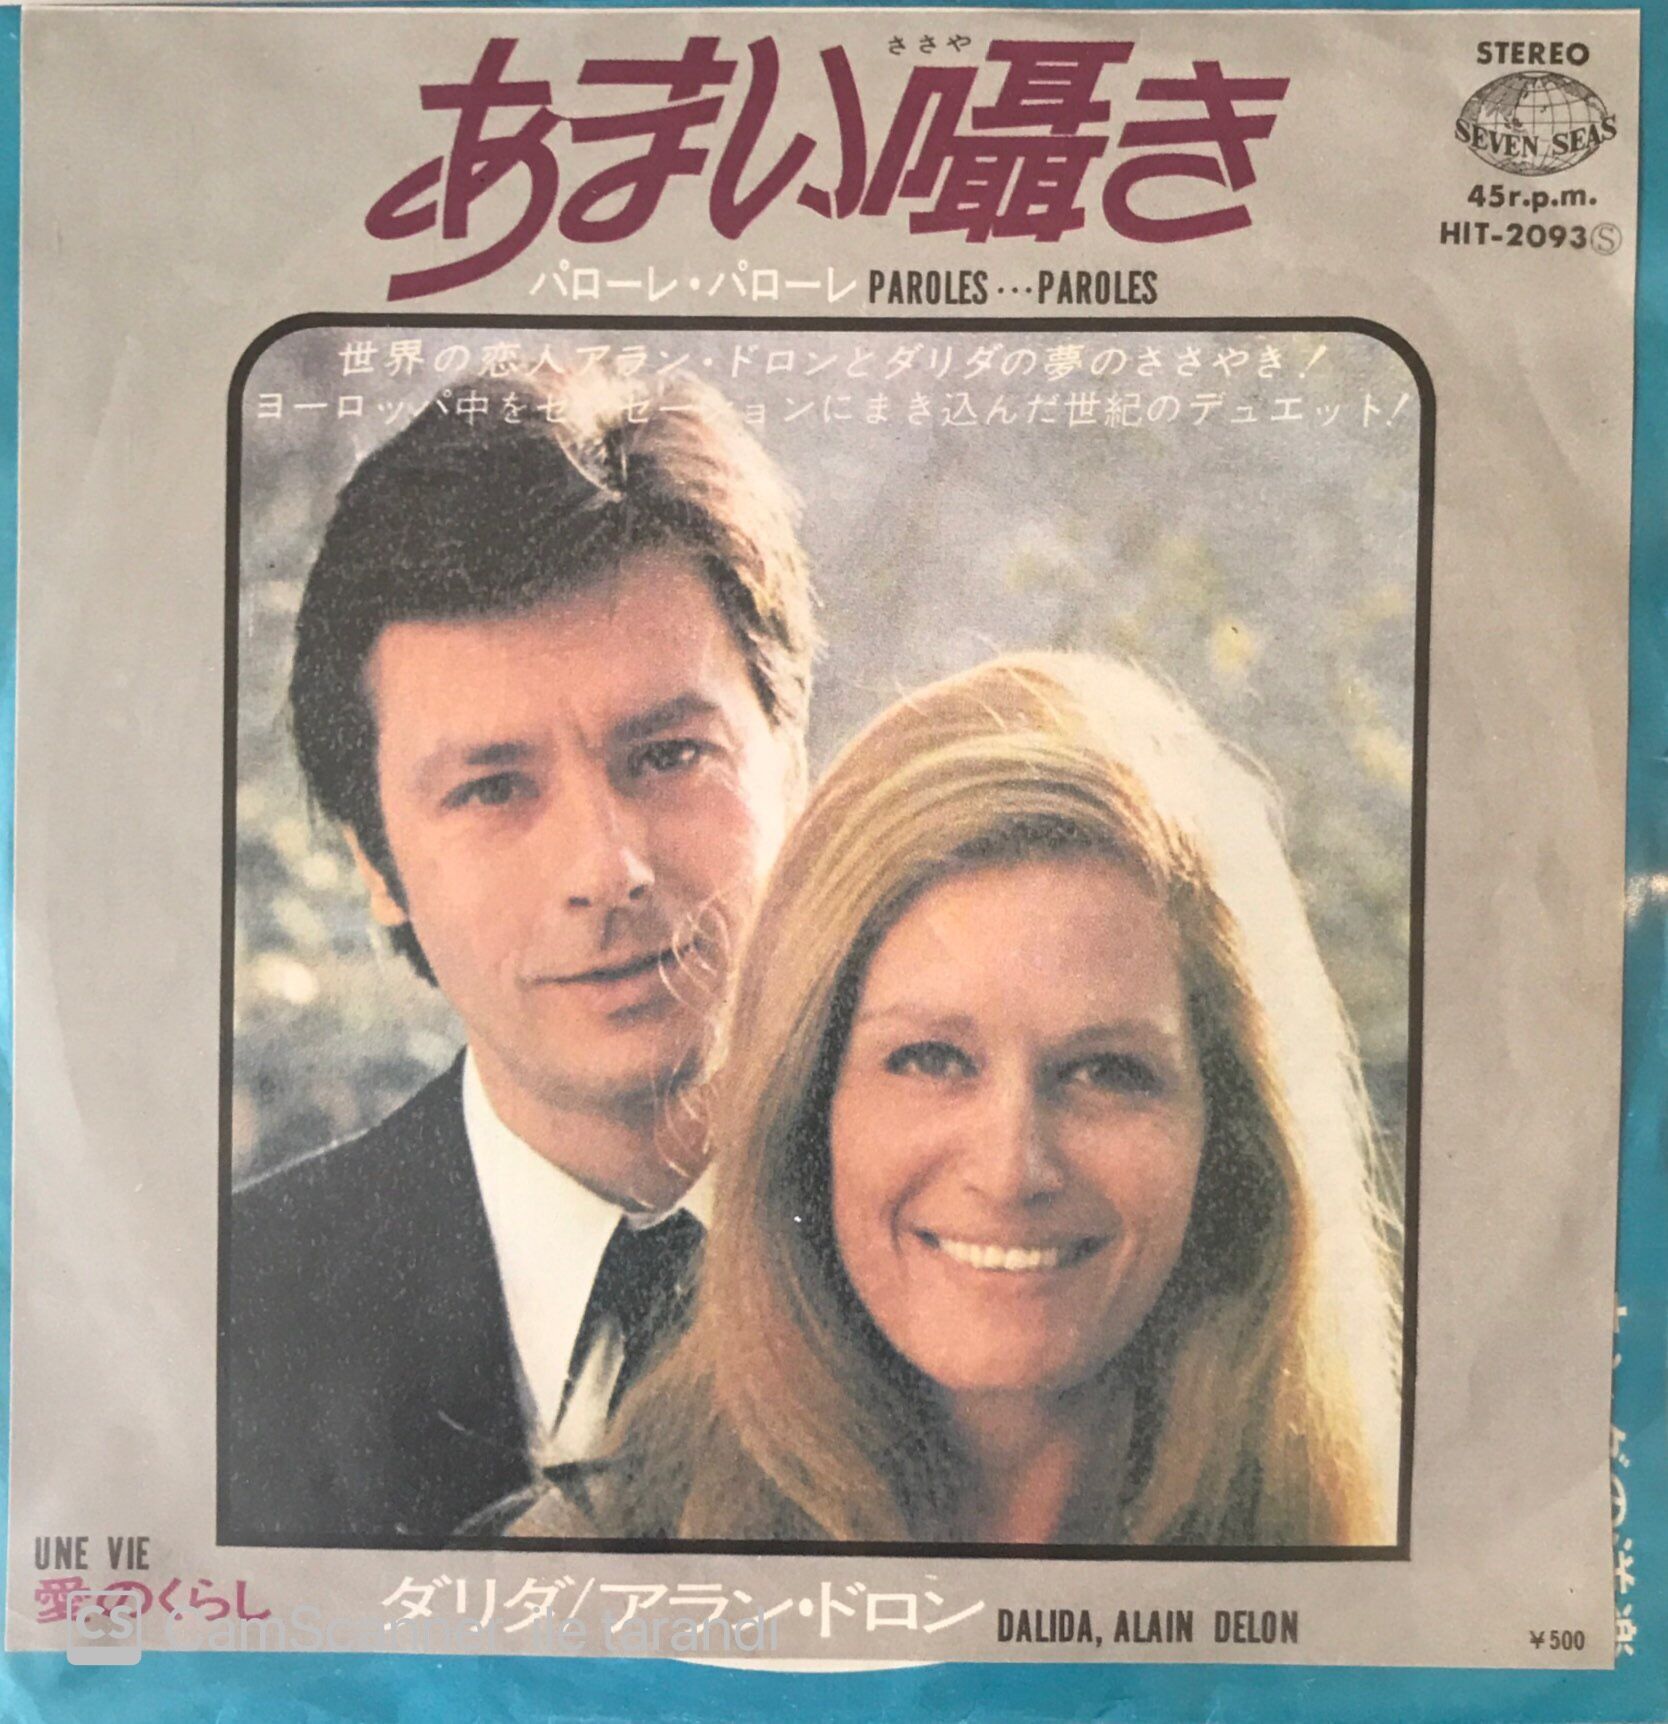 ささや
あまい囁き
STEREO
SEVEN SEAS
45r.p.m.
HIT-2093Ⓢ
パローレ・パローレ PAROLES···PAROLES
世界の恋人アラン・ドロンとダリダの夢のささやき!
ヨーロッパ中をセンセーションにまき込んだ世紀のデュエット!
UNE VIE
愛のくらし
ダリダ/アラン・ドロン DALIDA, ALAIN DELON
¥500
CS CamScanner ile tarandı